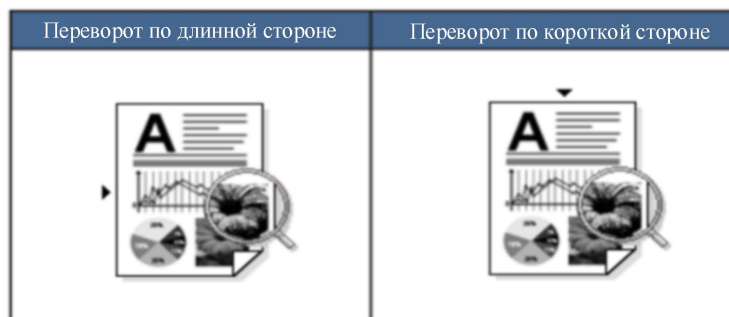 Переворот по длинной стороне
Переворот по короткой стороне
A
A